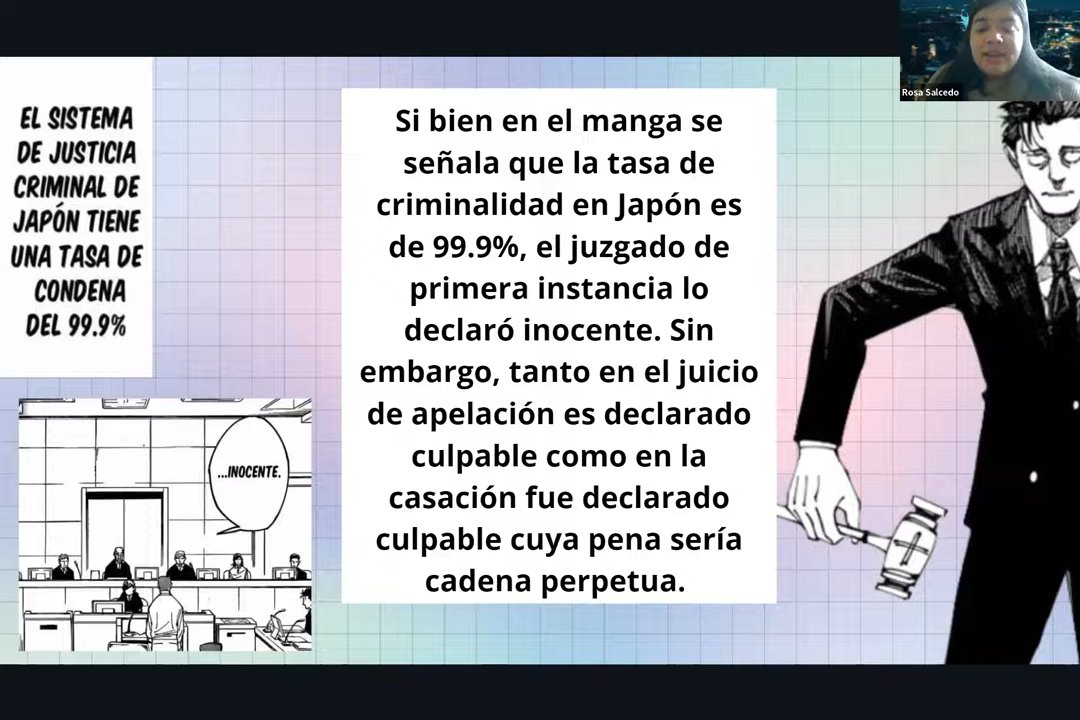 EL SISTEMA
DE JUSTICIA
CRIMINAL DE
JAPÓN TIENE
UNA TASA DE
CONDENA
DEL 99.9%
...INOCENTE.
Si bien en el manga se
señala que la tasa de
criminalidad en Japón es
de 99.9%, el juzgado de
primera instancia lo
declaró inocente. Sin
embargo, tanto en el juicio
de apelación es declarado
culpable como en la
casación fue declarado
culpable cuya pena sería
cadena perpetua.
Rosa Salcedo